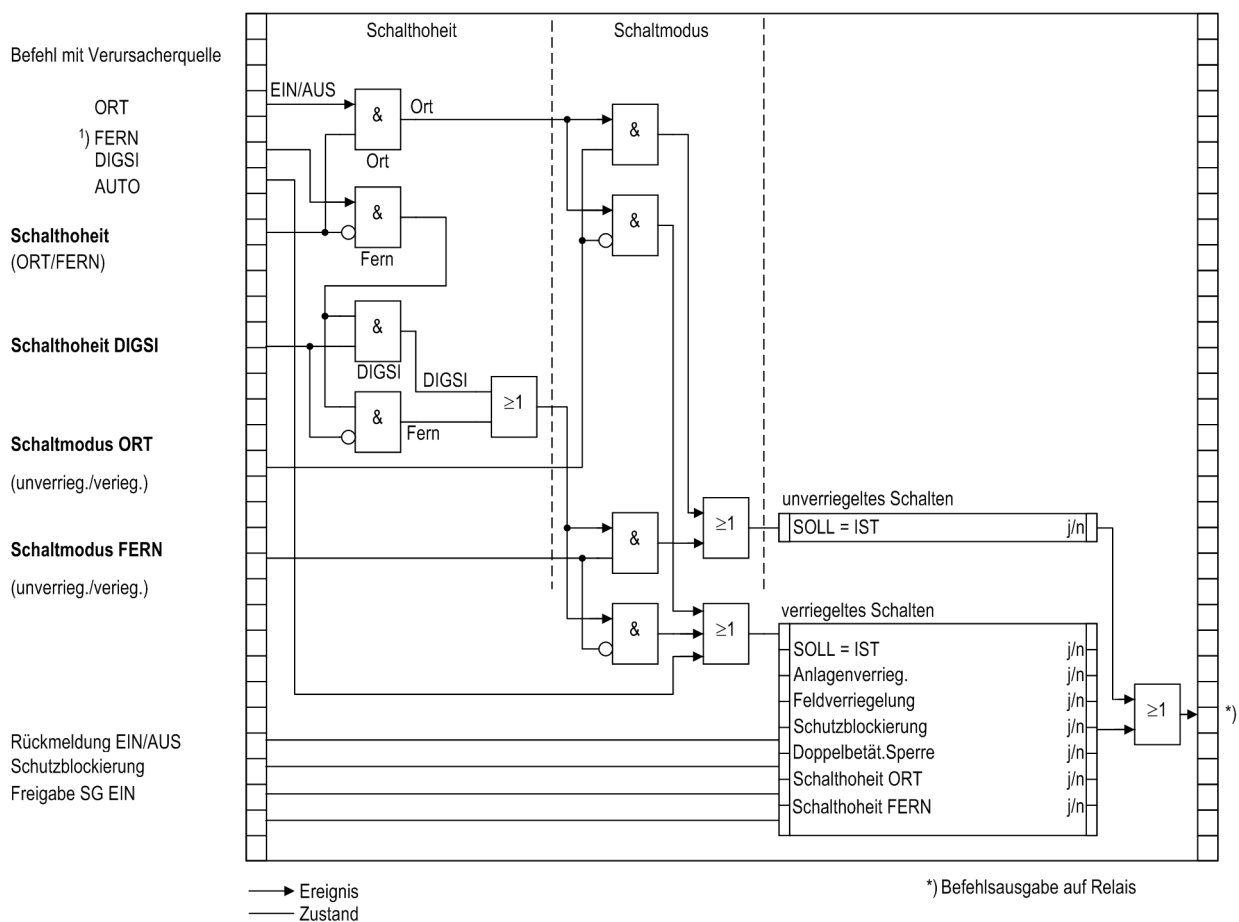 Schalthoheit
Schaltmodus
Befehl mit Verursacherquelle
EIN/AUS
ORT
&
Ort
&
1) FERN
Ort
DIGSI
AUTO
&
&
Schalthoheit
(ORT/FERN)
Fern
&
Schalthoheit DIGSI
DIGSI
DIGSI
≥1
&
Fern
Schaltmodus ORT
(unverrieg./verieg.)
unverriegeltes Schalten
&
≥1
SOLL = IST j/n
Schaltmodus FERN
(unverrieg./verieg.)
verriegeltes Schalten
&
≥1
SOLL = IST j/n
Anlagenverrieg. j/n
Feldverriegelung j/n
Schutzblockierung j/n
Doppelbetät.Sperre j/n
Schalthoheit ORT j/n
Schalthoheit FERN j/n
≥1
*)
Rückmeldung EIN/AUS
Schutzblockierung
Freigabe SG EIN
Ereignis
Zustand
*) Befehlsausgabe auf Relais